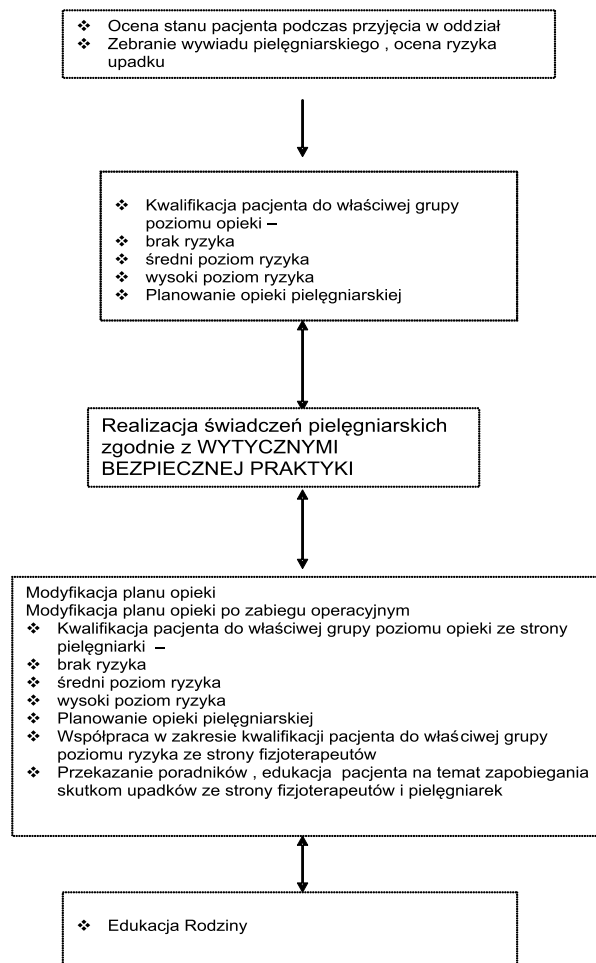 ❖ Ocena stanu pacjenta podczas przyjęcia w oddział
❖ Zebranie wywiadu pielęgniarskiego , ocena ryzyka
upadku
❖ Kwalifikacja pacjenta do właściwej grupy
poziomu opieki –
❖ brak ryzyka
❖ średni poziom ryzyka
❖ wysoki poziom ryzyka
❖ Planowanie opieki pielęgniarskiej
Realizacja świadczeń pielęgniarskich
zgodnie z WYTYCZNYMI
BEZPIECZNEJ PRAKTYKI
Modyfikacja planu opieki
Modyfikacja planu opieki po zabiegu operacyjnym
❖ Kwalifikacja pacjenta do właściwej grupy poziomu opieki ze strony
pielęgniarki –
❖ brak ryzyka
❖ średni poziom ryzyka
❖ wysoki poziom ryzyka
❖ Planowanie opieki pielęgniarskiej
❖ Współpraca w zakresie kwalifikacji pacjenta do właściwej grupy
poziomu ryzyka ze strony fizjoterapeutów
❖ Przekazanie poradników , edukacja pacjenta na temat zapobiegania
skutkom upadków ze strony fizjoterapeutów i pielęgniarek
❖ Edukacja Rodziny